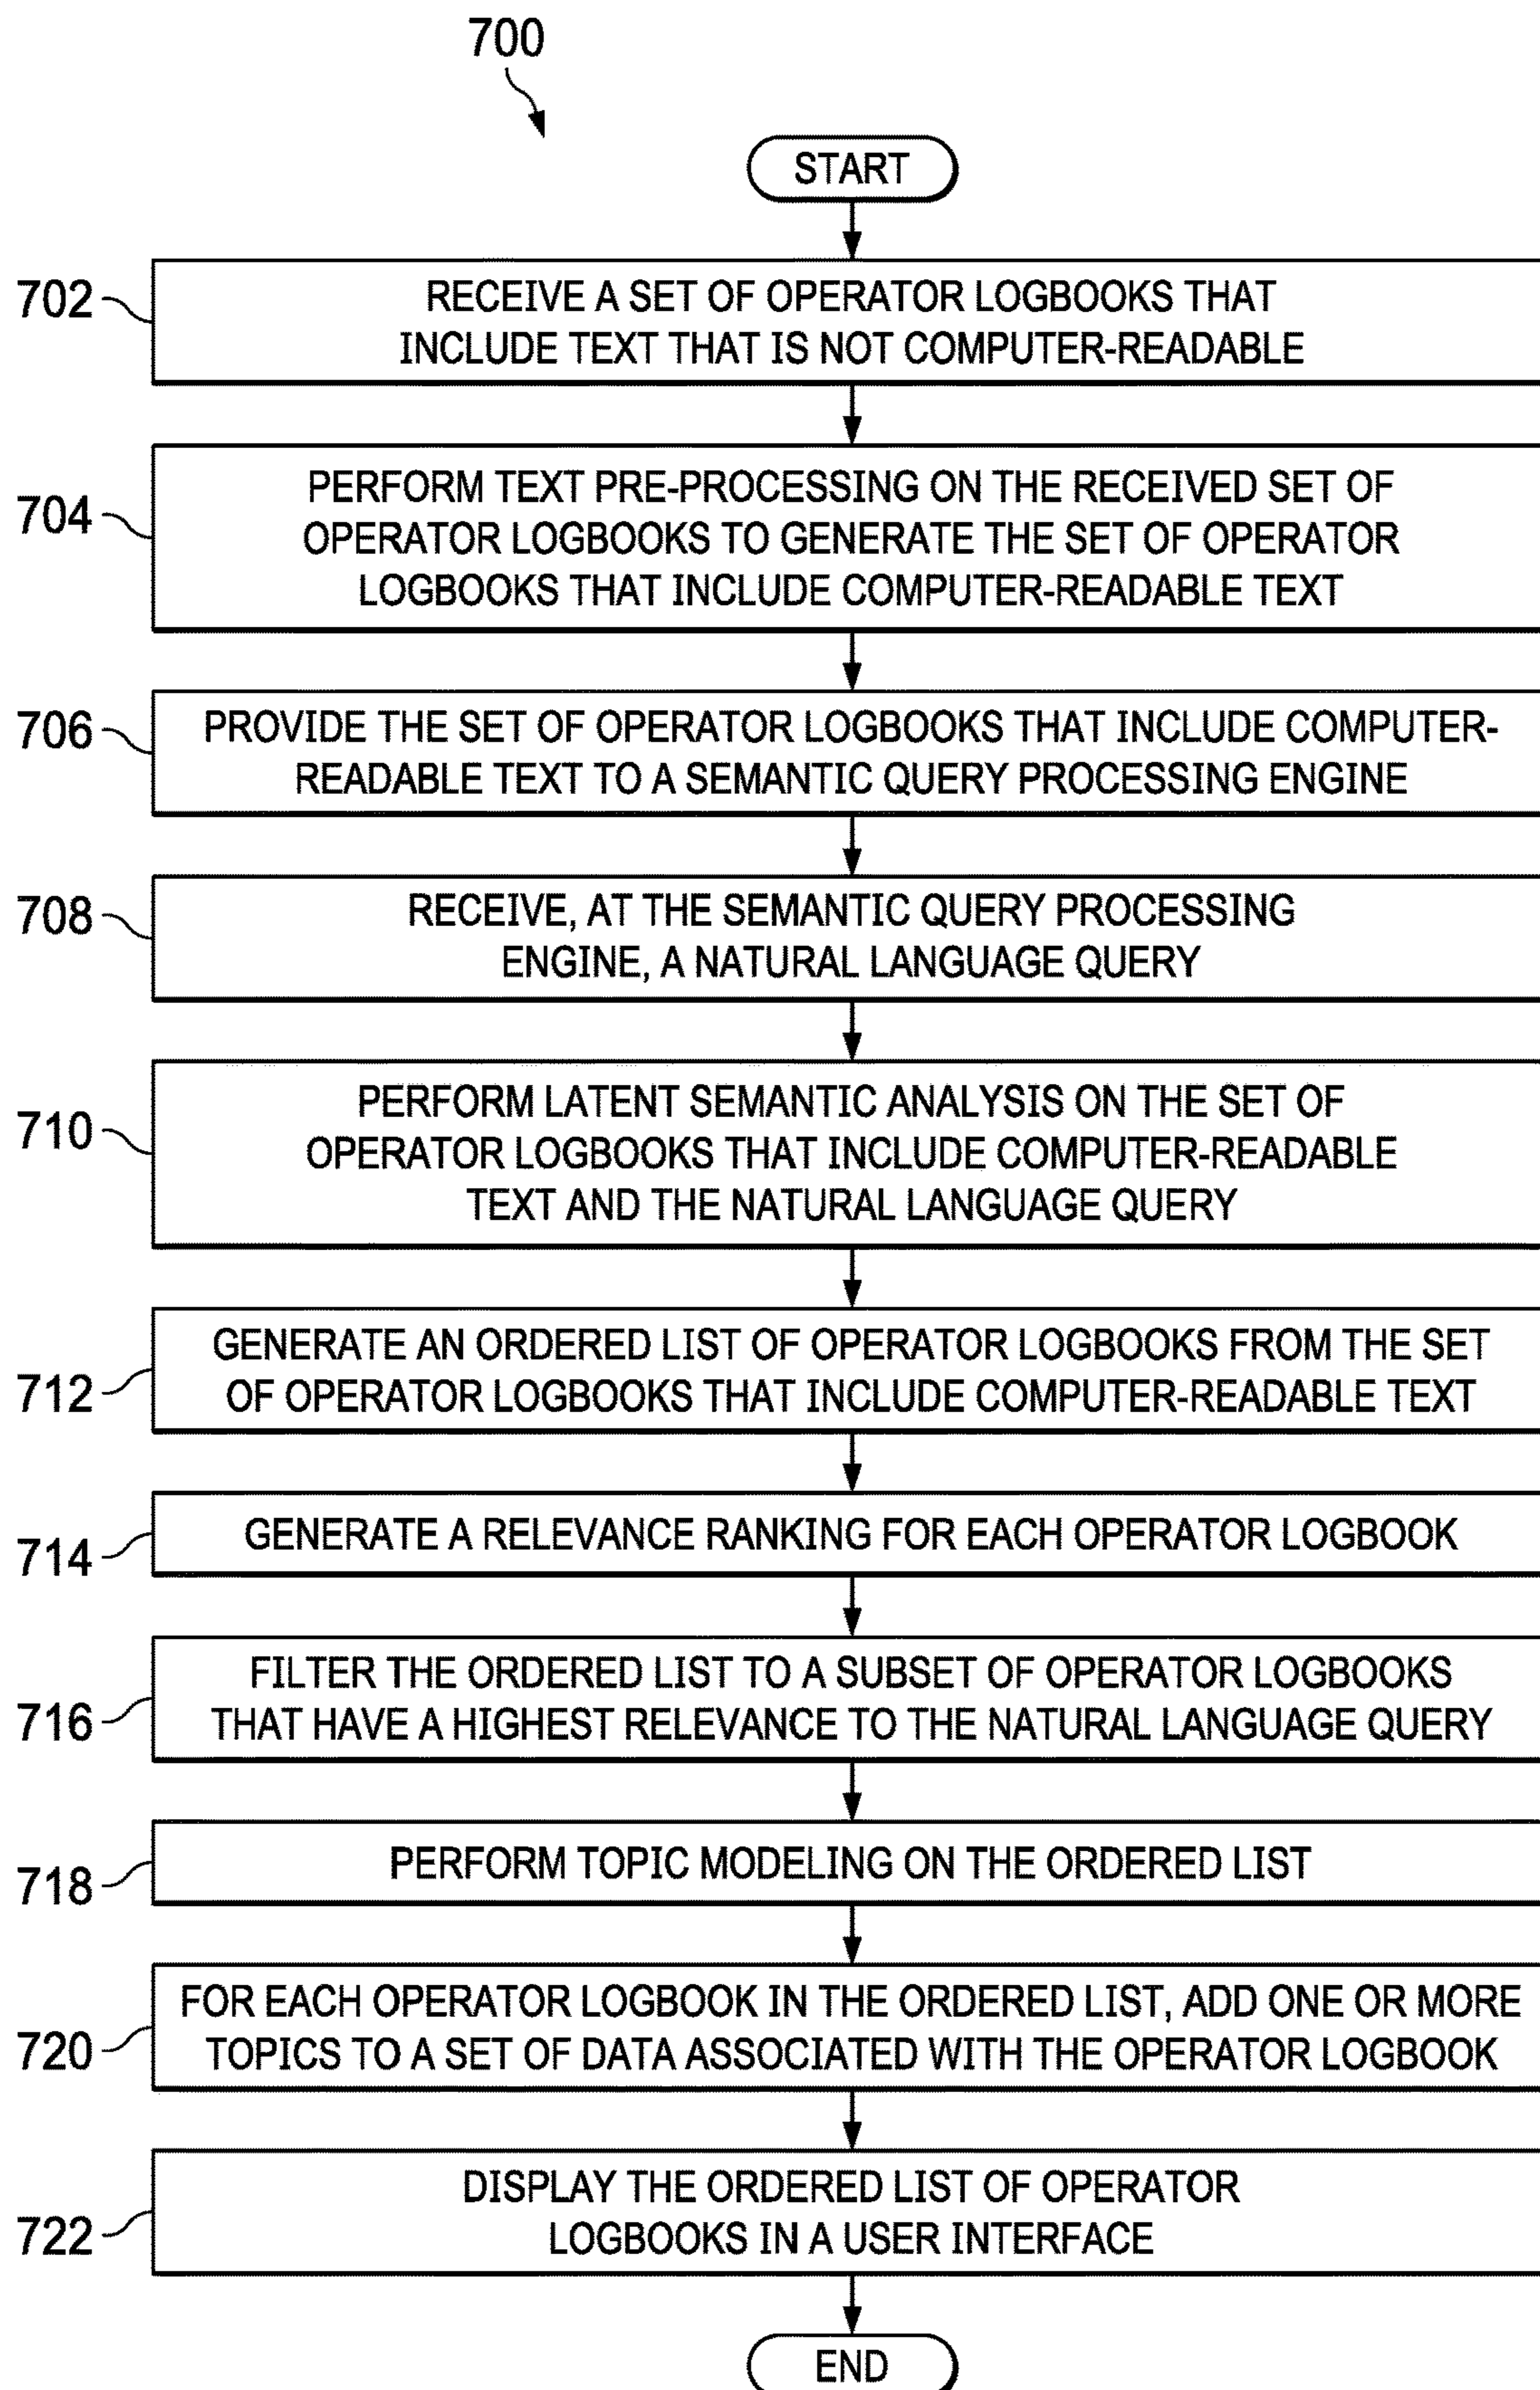 700
START
702
RECEIVE A SET OF OPERATOR LOGBOOKS THAT
INCLUDE TEXT THAT IS NOT COMPUTER-READABLE
704
PERFORM TEXT PRE-PROCESSING ON THE RECEIVED SET OF
OPERATOR LOGBOOKS TO GENERATE THE SET OF OPERATOR
LOGBOOKS THAT INCLUDE COMPUTER-READABLE TEXT
706
PROVIDE THE SET OF OPERATOR LOGBOOKS THAT INCLUDE COMPUTER-
READABLE TEXT TO A SEMANTIC QUERY PROCESSING ENGINE
708
RECEIVE, AT THE SEMANTIC QUERY PROCESSING
ENGINE, A NATURAL LANGUAGE QUERY
710
PERFORM LATENT SEMANTIC ANALYSIS ON THE SET OF
OPERATOR LOGBOOKS THAT INCLUDE COMPUTER-READABLE
TEXT AND THE NATURAL LANGUAGE QUERY
712
GENERATE AN ORDERED LIST OF OPERATOR LOGBOOKS FROM THE SET
OF OPERATOR LOGBOOKS THAT INCLUDE COMPUTER-READABLE TEXT
714
GENERATE A RELEVANCE RANKING FOR EACH OPERATOR LOGBOOK
716
FILTER THE ORDERED LIST TO A SUBSET OF OPERATOR LOGBOOKS
THAT HAVE A HIGHEST RELEVANCE TO THE NATURAL LANGUAGE QUERY
718
PERFORM TOPIC MODELING ON THE ORDERED LIST
720
FOR EACH OPERATOR LOGBOOK IN THE ORDERED LIST, ADD ONE OR MORE
TOPICS TO A SET OF DATA ASSOCIATED WITH THE OPERATOR LOGBOOK
722
DISPLAY THE ORDERED LIST OF OPERATOR
LOGBOOKS IN A USER INTERFACE
END